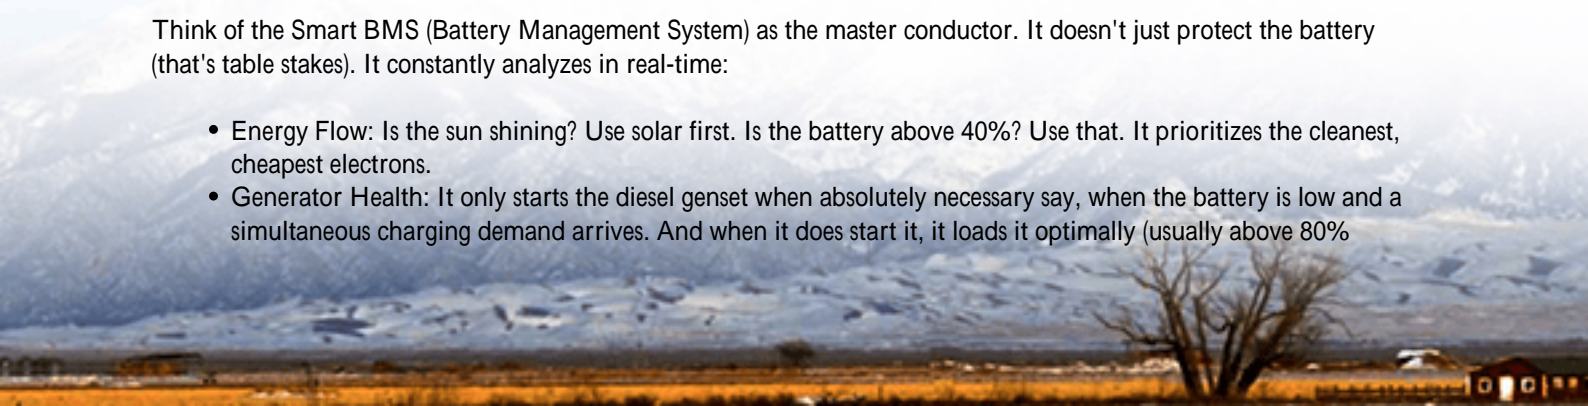 Think of the Smart BMS (Battery Management System) as the master conductor. It doesn't just protect the battery
(that's table stakes). It constantly analyzes in real-time:
• Energy Flow: Is the sun shining? Use solar first. Is the battery above 40%? Use that. It prioritizes the cleanest,
cheapest electrons.
• Generator Health: It only starts the diesel genset when absolutely necessary say, when the battery is low and a
simultaneous charging demand arrives. And when it does start it, it loads it optimally (usually above 80%